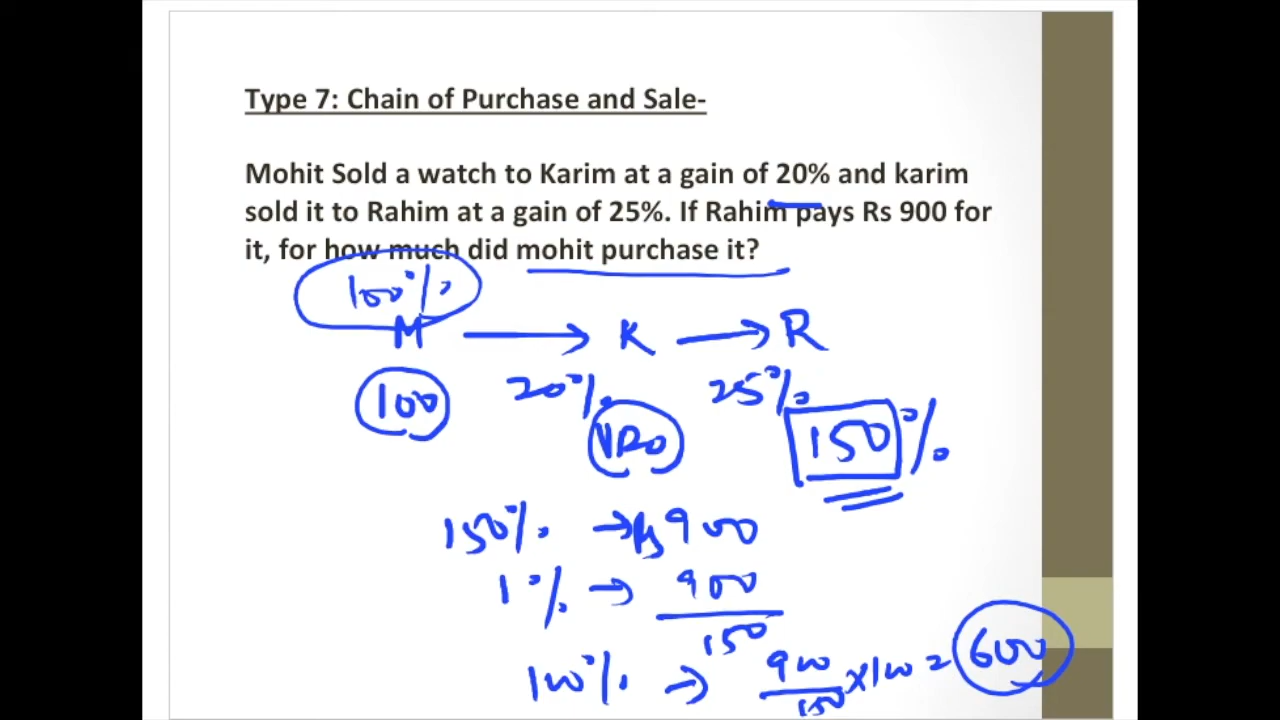 Type 7: Chain of Purchase and Sale-
Mohit Sold a watch to Karim at a gain of 20% and karim
sold it to Rahim at a gain of 25%. If Rahim pays Rs 900 for
it, for how much did mohit purchase it?
100%
M → K → R
100 20% 120 25% 150%
150% → Rs 900
1% → 900/150
100% → 900/150 × 100 = 600